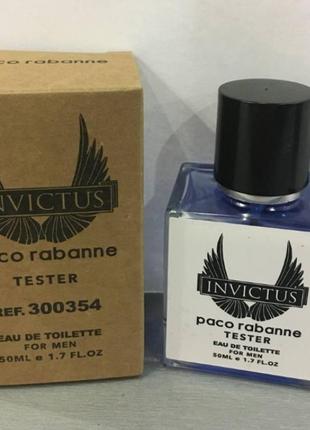 paco rabanne
INVICTUS
paco rabanne
TESTER
REF. 300354
EAU DE TOILETTE
FOR MEN
50ML e 1.7 FL.OZ
INVICTUS
paco rabanne
TESTER
EAU DE TOILETTE
FOR MEN
50ML e 1.7 FL.OZ